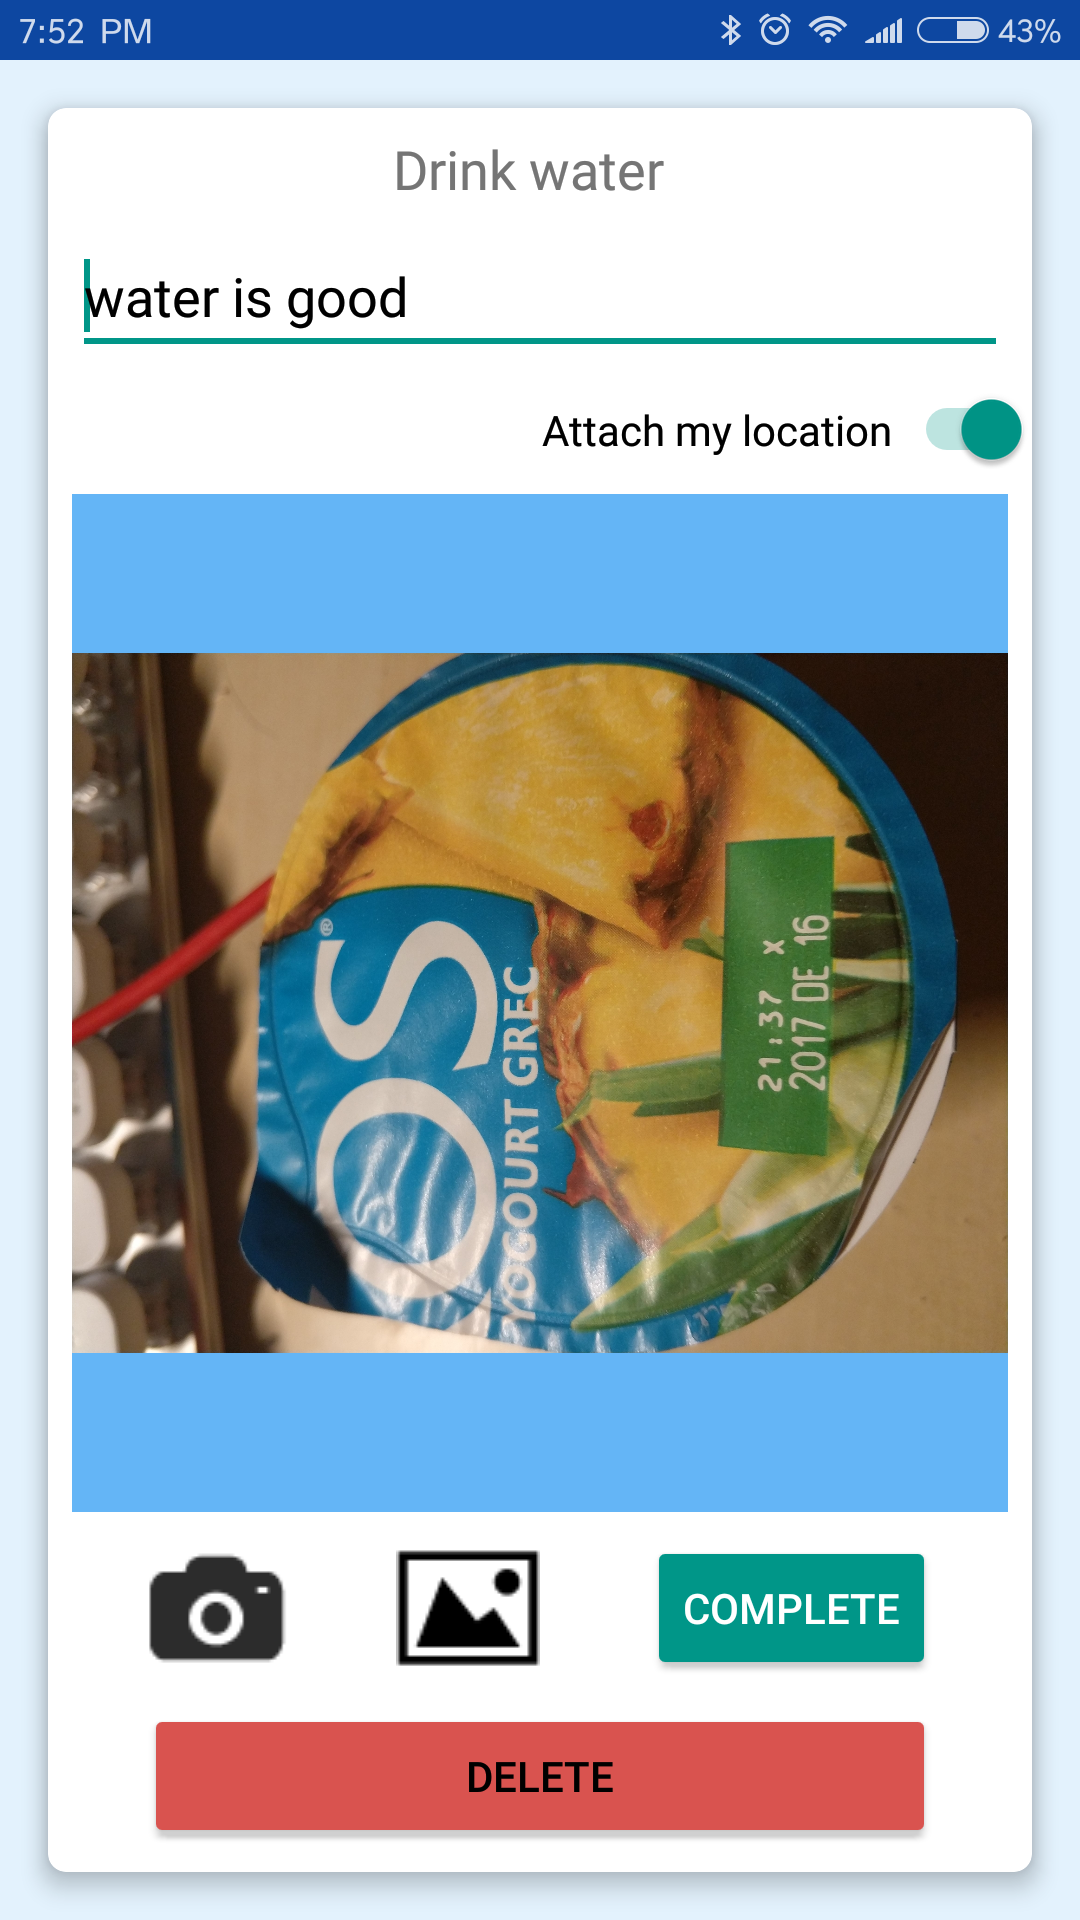 7:52 PM
43%
Drink water
water is good
Attach my location
OS®
YOGOURT GREC
21:37 X
2017 DE 16
COMPLETE
DELETE